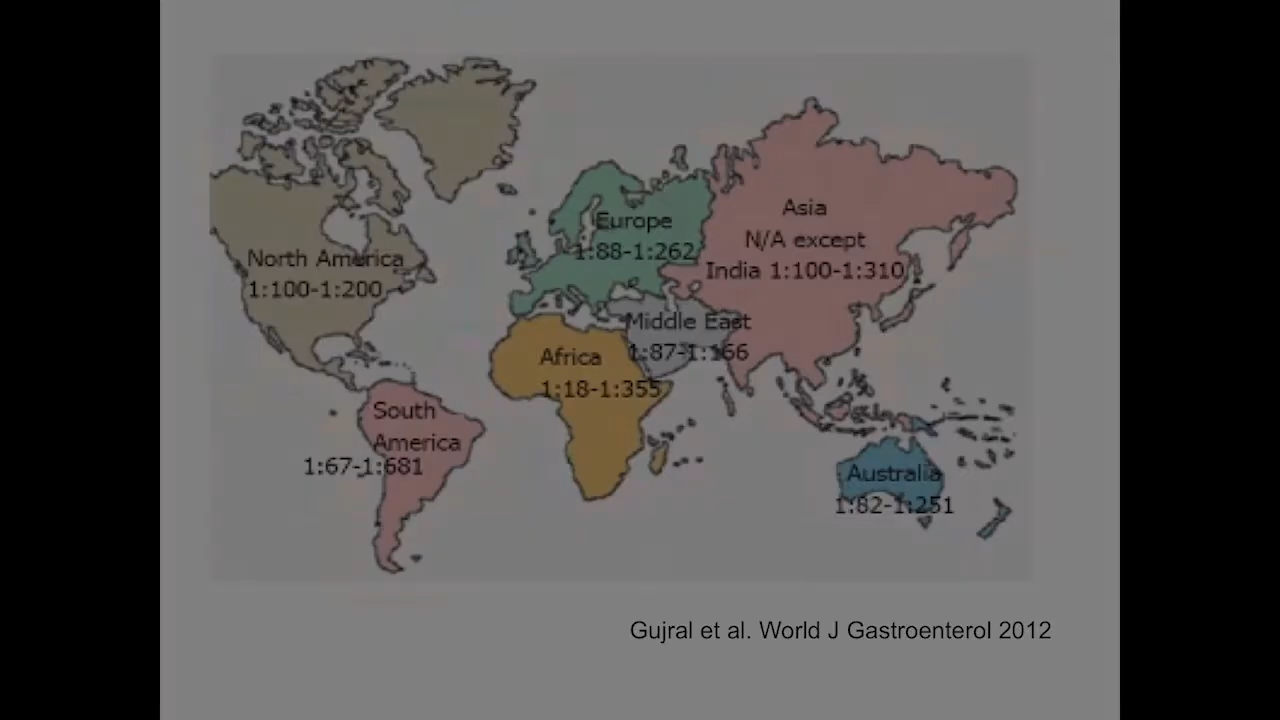 North America
1:100-1:200
Europe
1:88-1:262
Asia
N/A except
India 1:100-1:310
Middle East
1:87-1:166
Africa
1:18-1:355
South
America
1:67-1:681
Australia
1:82-1:251
Gujral et al. World J Gastroenterol 2012